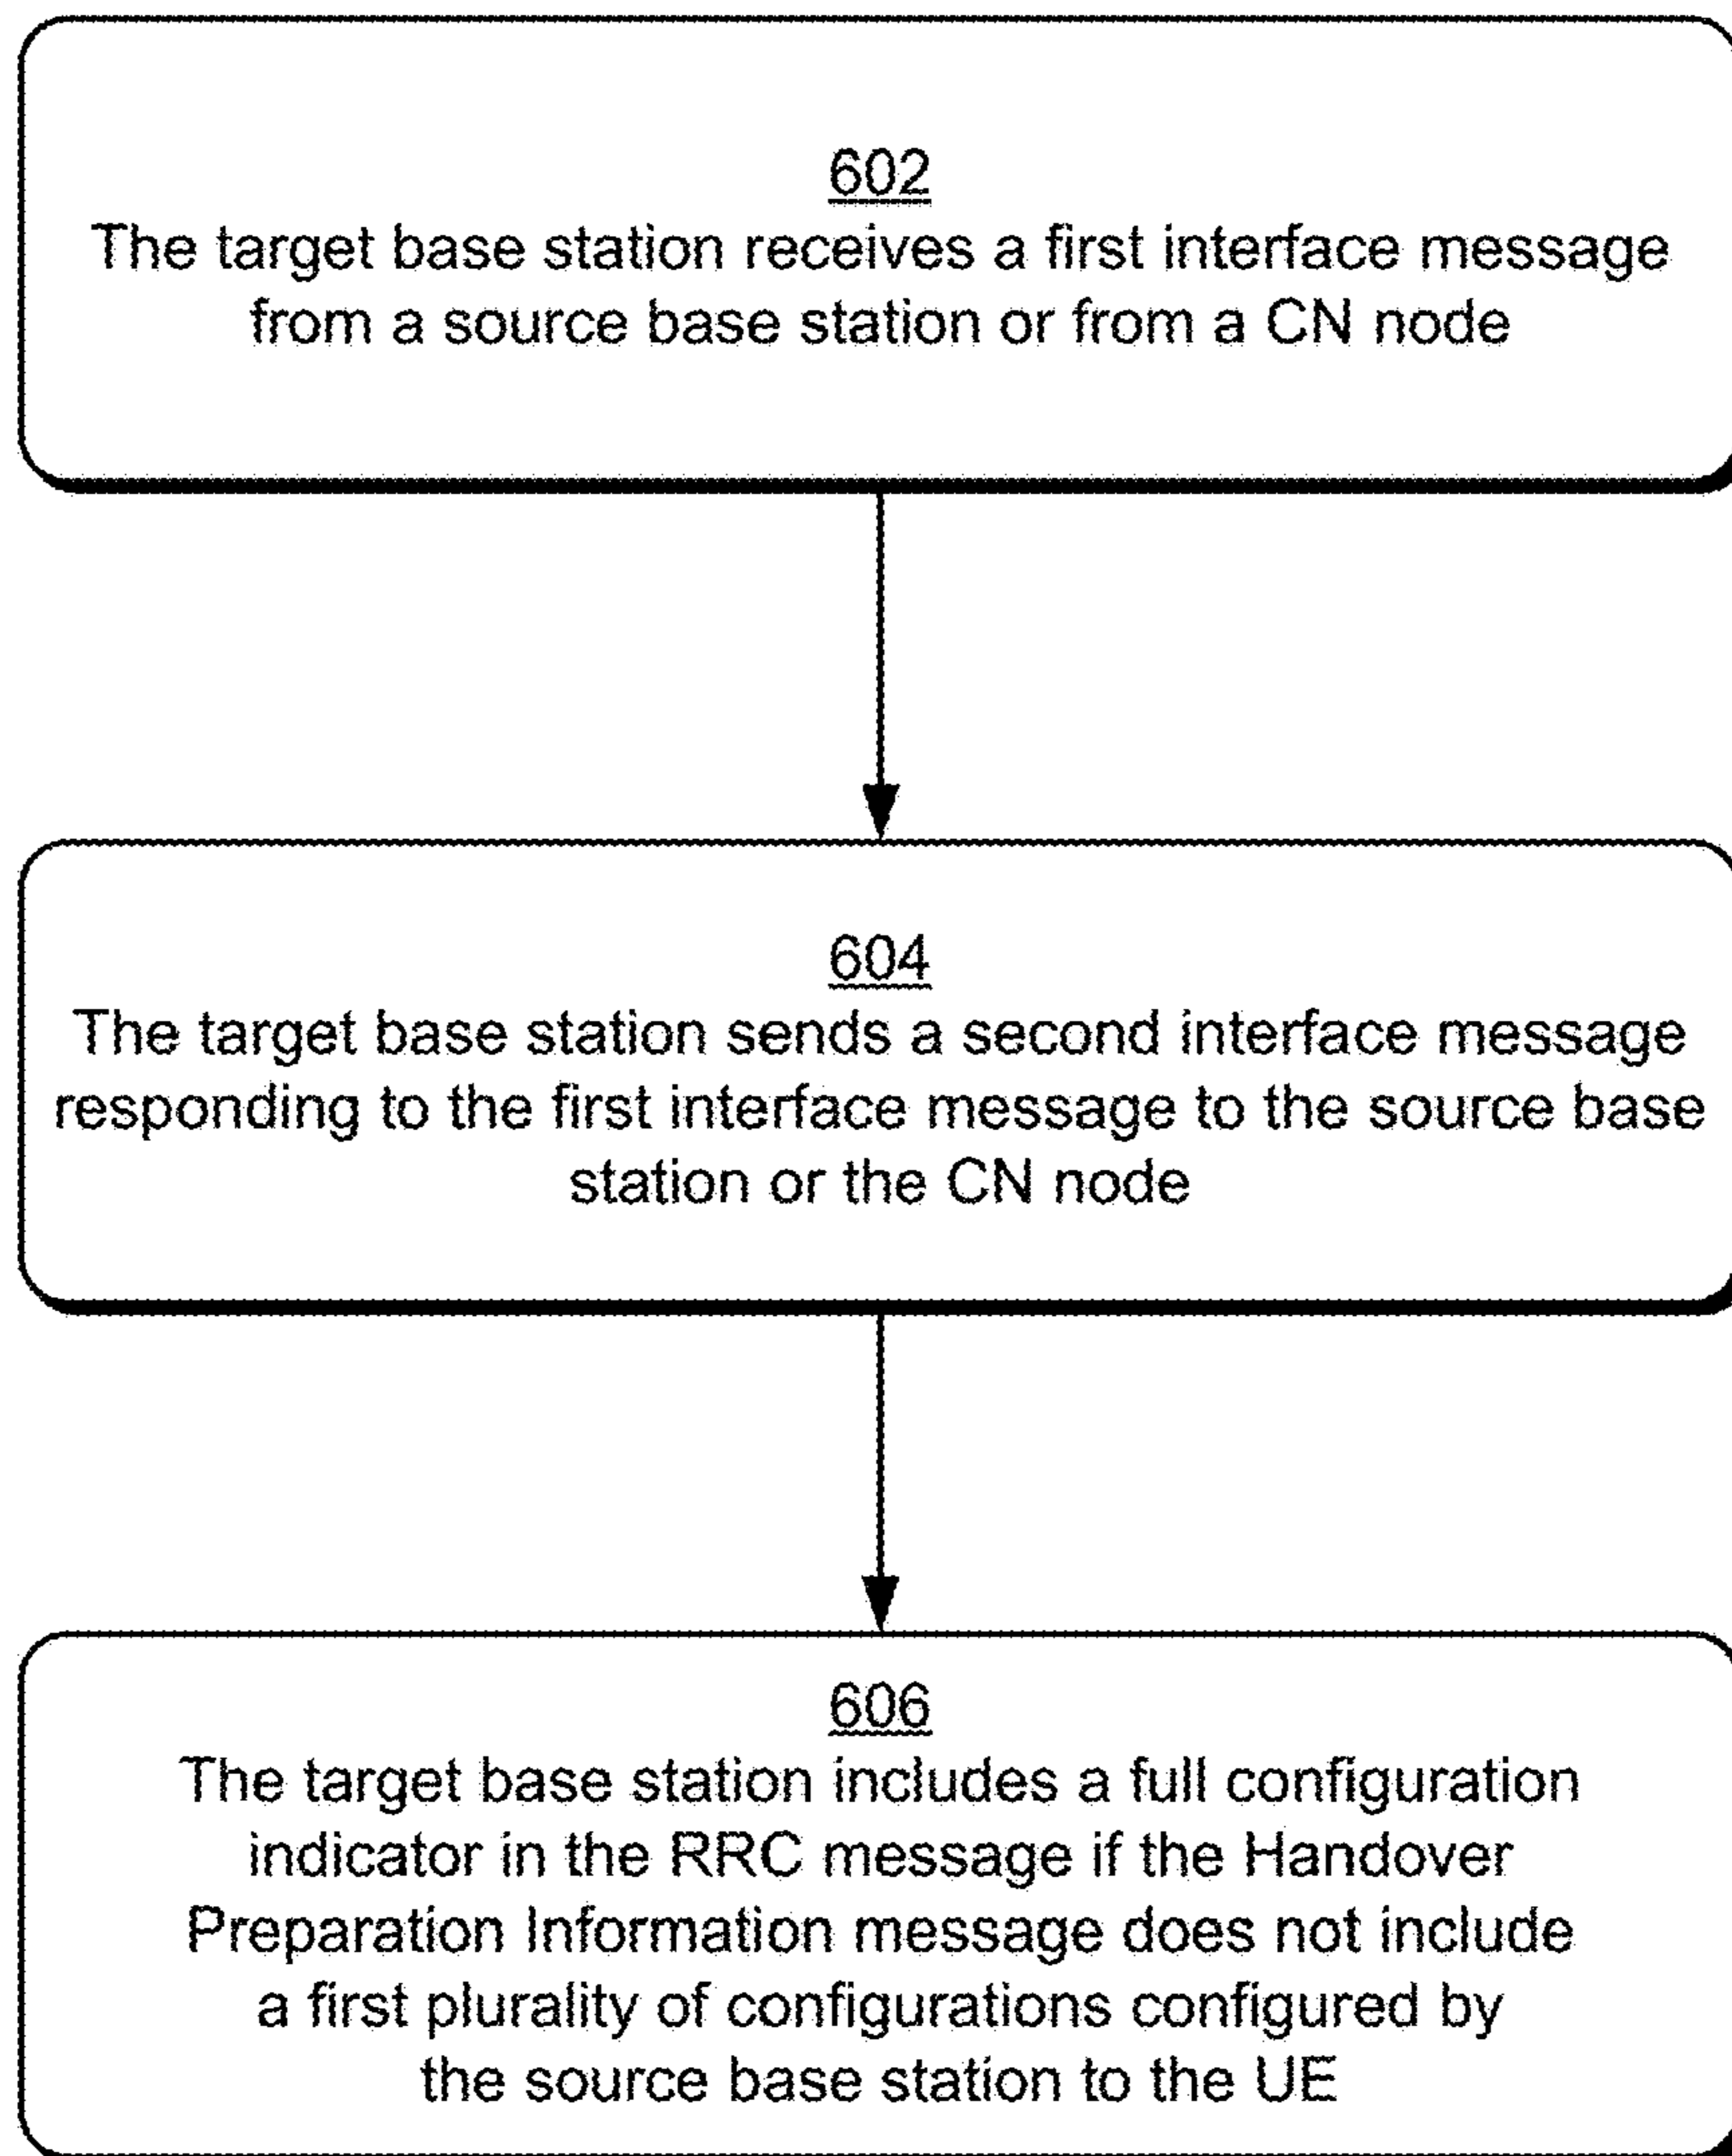 602
The target base station receives a first interface message
from a source base station or from a CN node
604
The target base station sends a second interface message
responding to the first interface message to the source base
station or the CN node
606
The target base station includes a full configuration
indicator in the RRC message if the Handover
Preparation Information message does not include
a first plurality of configurations configured by
the source base station to the UE